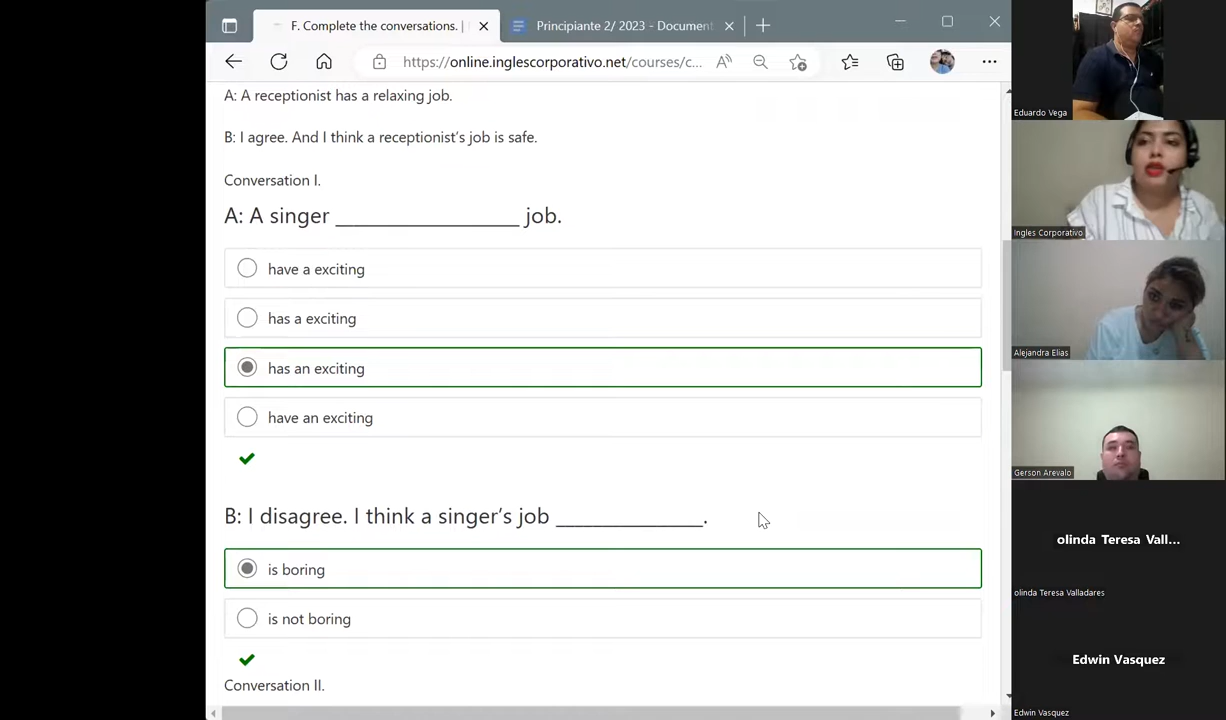 F. Complete the conversations. |
Principiante 2/ 2023 - Document
https://online.inglescorporativo.net/courses/c...
A: A receptionist has a relaxing job.
B: I agree. And I think a receptionist's job is safe.
Conversation I.
A: A singer _________________ job.
have a exciting
has a exciting
has an exciting
have an exciting
B: I disagree. I think a singer's job ______________.
is boring
is not boring
Conversation II.
Eduardo Vega
Ingles Corporativo
Alejandra Elias
Gerson Arevalo
olinda Teresa Vall...
olinda Teresa Valladares
Edwin Vasquez
Edwin Vasquez